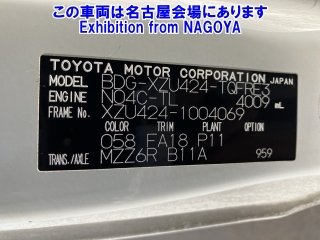 この車両は名古屋会場にあります
Exhibition from NAGOYA
TOYOTA MOTOR CORPORATION JAPAN
MODEL BDG-XZU424-TQFRE3
ENGINE N04C-TL 4009 mL
FRAME No. XZU424-1004069
COLOR TRIM PLANT OPTION
058 FA18 P11
TRANS./AXLE MZZ6R B11A 959